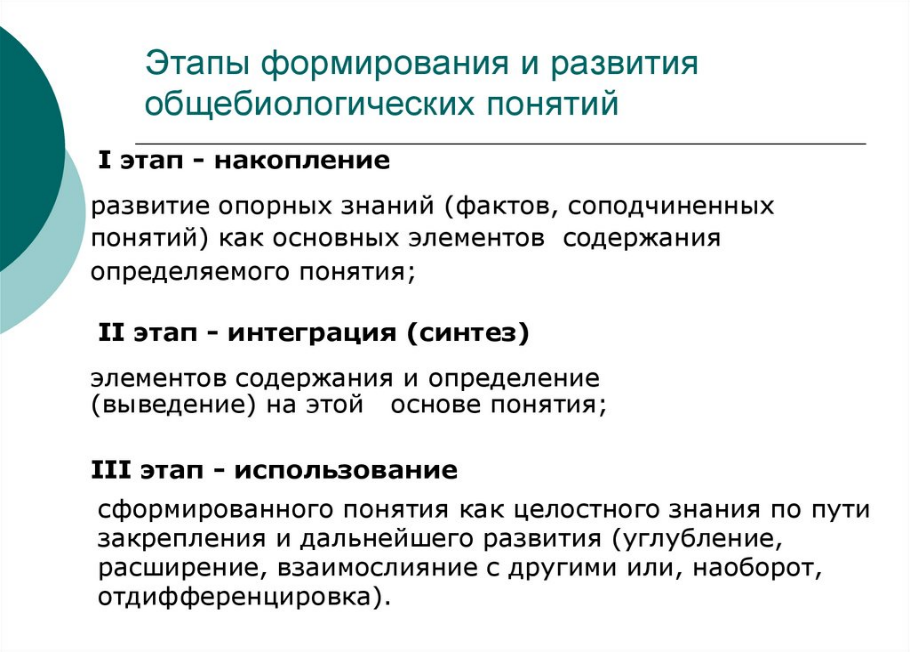 Этапы формирования и развития
общебиологических понятий
I этап - накопление
развитие опорных знаний (фактов, соподчиненных
понятий) как основных элементов содержания
определяемого понятия;
II этап - интеграция (синтез)
элементов содержания и определение
(выведение) на этой основе понятия;
III этап - использование
сформированного понятия как целостного знания по пути
закрепления и дальнейшего развития (углубление,
расширение, взаимослияние с другими или, наоборот,
отдифференцировка).